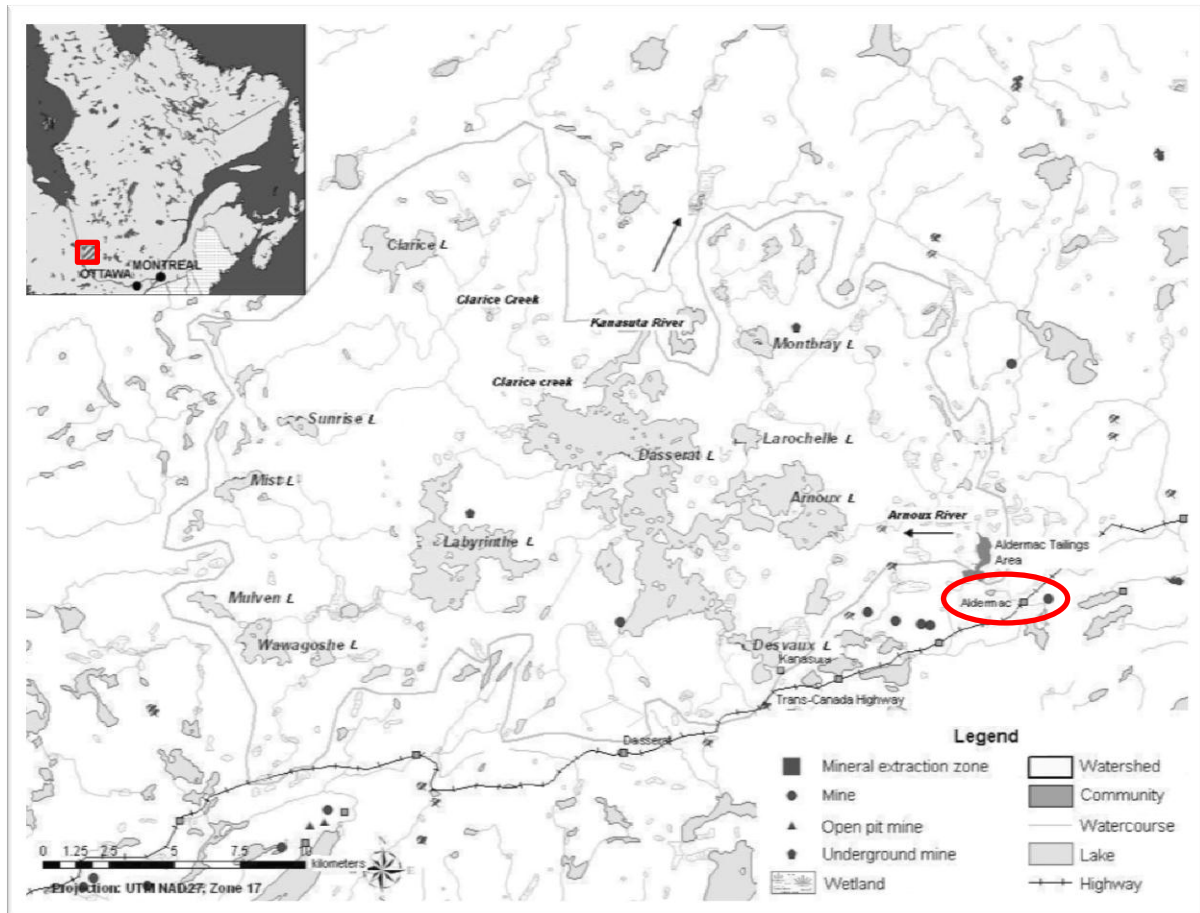 OTTAWA
MONTREAL
Clarice L
Clarice Creek
Kanasuta River
Montbray L
Clarice creek
Sunrise L
Larochelle L
Dasserat L
Mist L
Arnoux L
Arnoux River
Labyrinthe L
Aldermac Tailings
Area
Aldermac
Mulven L
Wawagoshe L
Desvaux L
Kanasuta
Trans-Canada Highway
Dasserat
Legend
Mineral extraction zone
Mine
Open pit mine
Underground mine
Wetland
Watershed
Community
Watercourse
Lake
Highway
0 1.25 2.5 5 7.5 10
kilometers
N
E
Projection: UTM NAD27, Zone 17